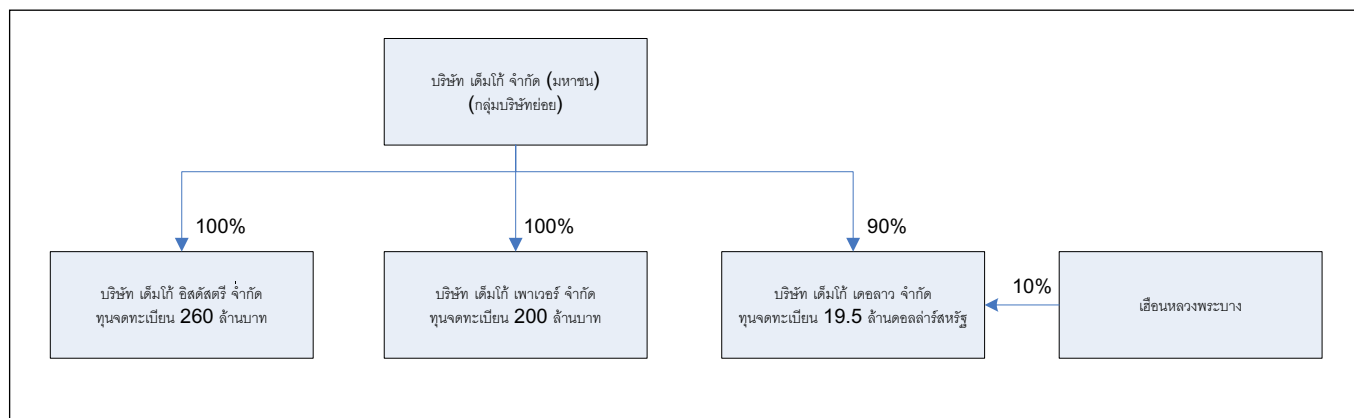 บริษัท เด็มโก้ จำกัด (มหาชน)
(กลุ่มบริษัทย่อย)
100%
100%
90%
บริษัท เด็มโก้ อิสดัสตรี จำกัด
ทุนจดทะเบียน 260 ล้านบาท
บริษัท เด็มโก้ เพาเวอร์ จำกัด
ทุนจดทะเบียน 200 ล้านบาท
บริษัท เด็มโก้ เดอลาว จำกัด
ทุนจดทะเบียน 19.5 ล้านดอลล่าร์สหรัฐ
10%
เฮือนหลวงพระบาง